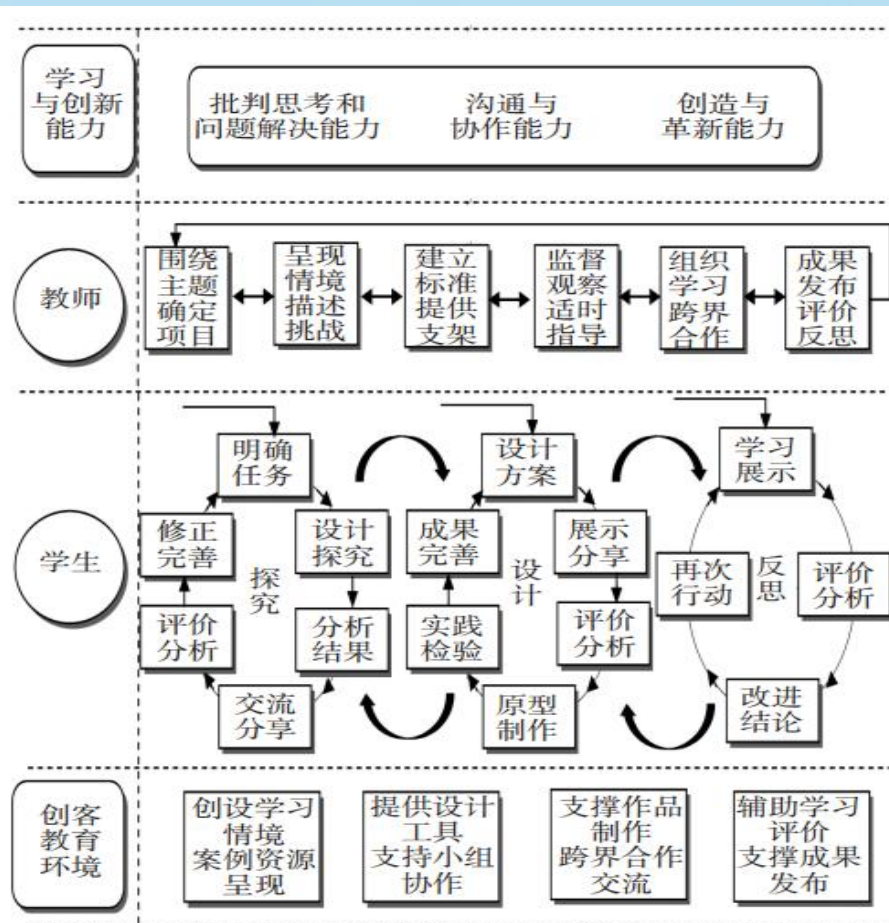 学习
与创新
能力
批判思考和
问题解决能力
沟通与
协作能力
创造与
革新能力
教师
围绕
主题
确定
项目
呈现
情境
描述
挑战
建立
标准
提供
支架
监督
观察
适时
指导
组织
学习
跨界
合作
成果
发布
评价
反思
学生
明确
任务
设计
探究
分析
结果
交流
分享
评价
分析
修正
完善
探
究
设计
方案
展示
分享
评价
分析
原型
制作
实践
检验
成果
完善
设
计
学习
展示
评价
分析
改进
结论
再次
行动
反
思
创客
教育
环境
创设学习
情境
案例资源
呈现
提供设计
工具
支持小组
协作
支撑作品
制作
跨界合作
交流
辅助学习
评价
支撑成果
发布